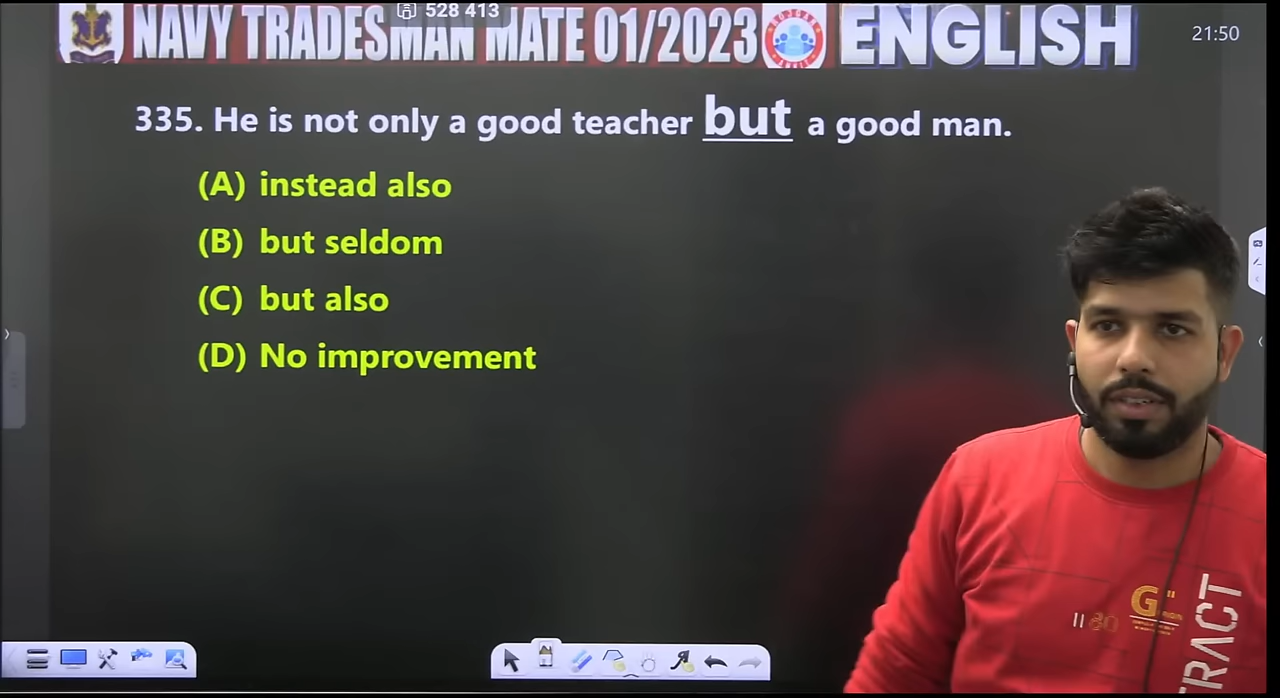 528 413
NAVY TRADESMAN MATE 01/2023 ENGLISH
21:50
335. He is not only a good teacher but a good man.
(A) instead also
(B) but seldom
(C) but also
(D) No improvement
G
TRACT